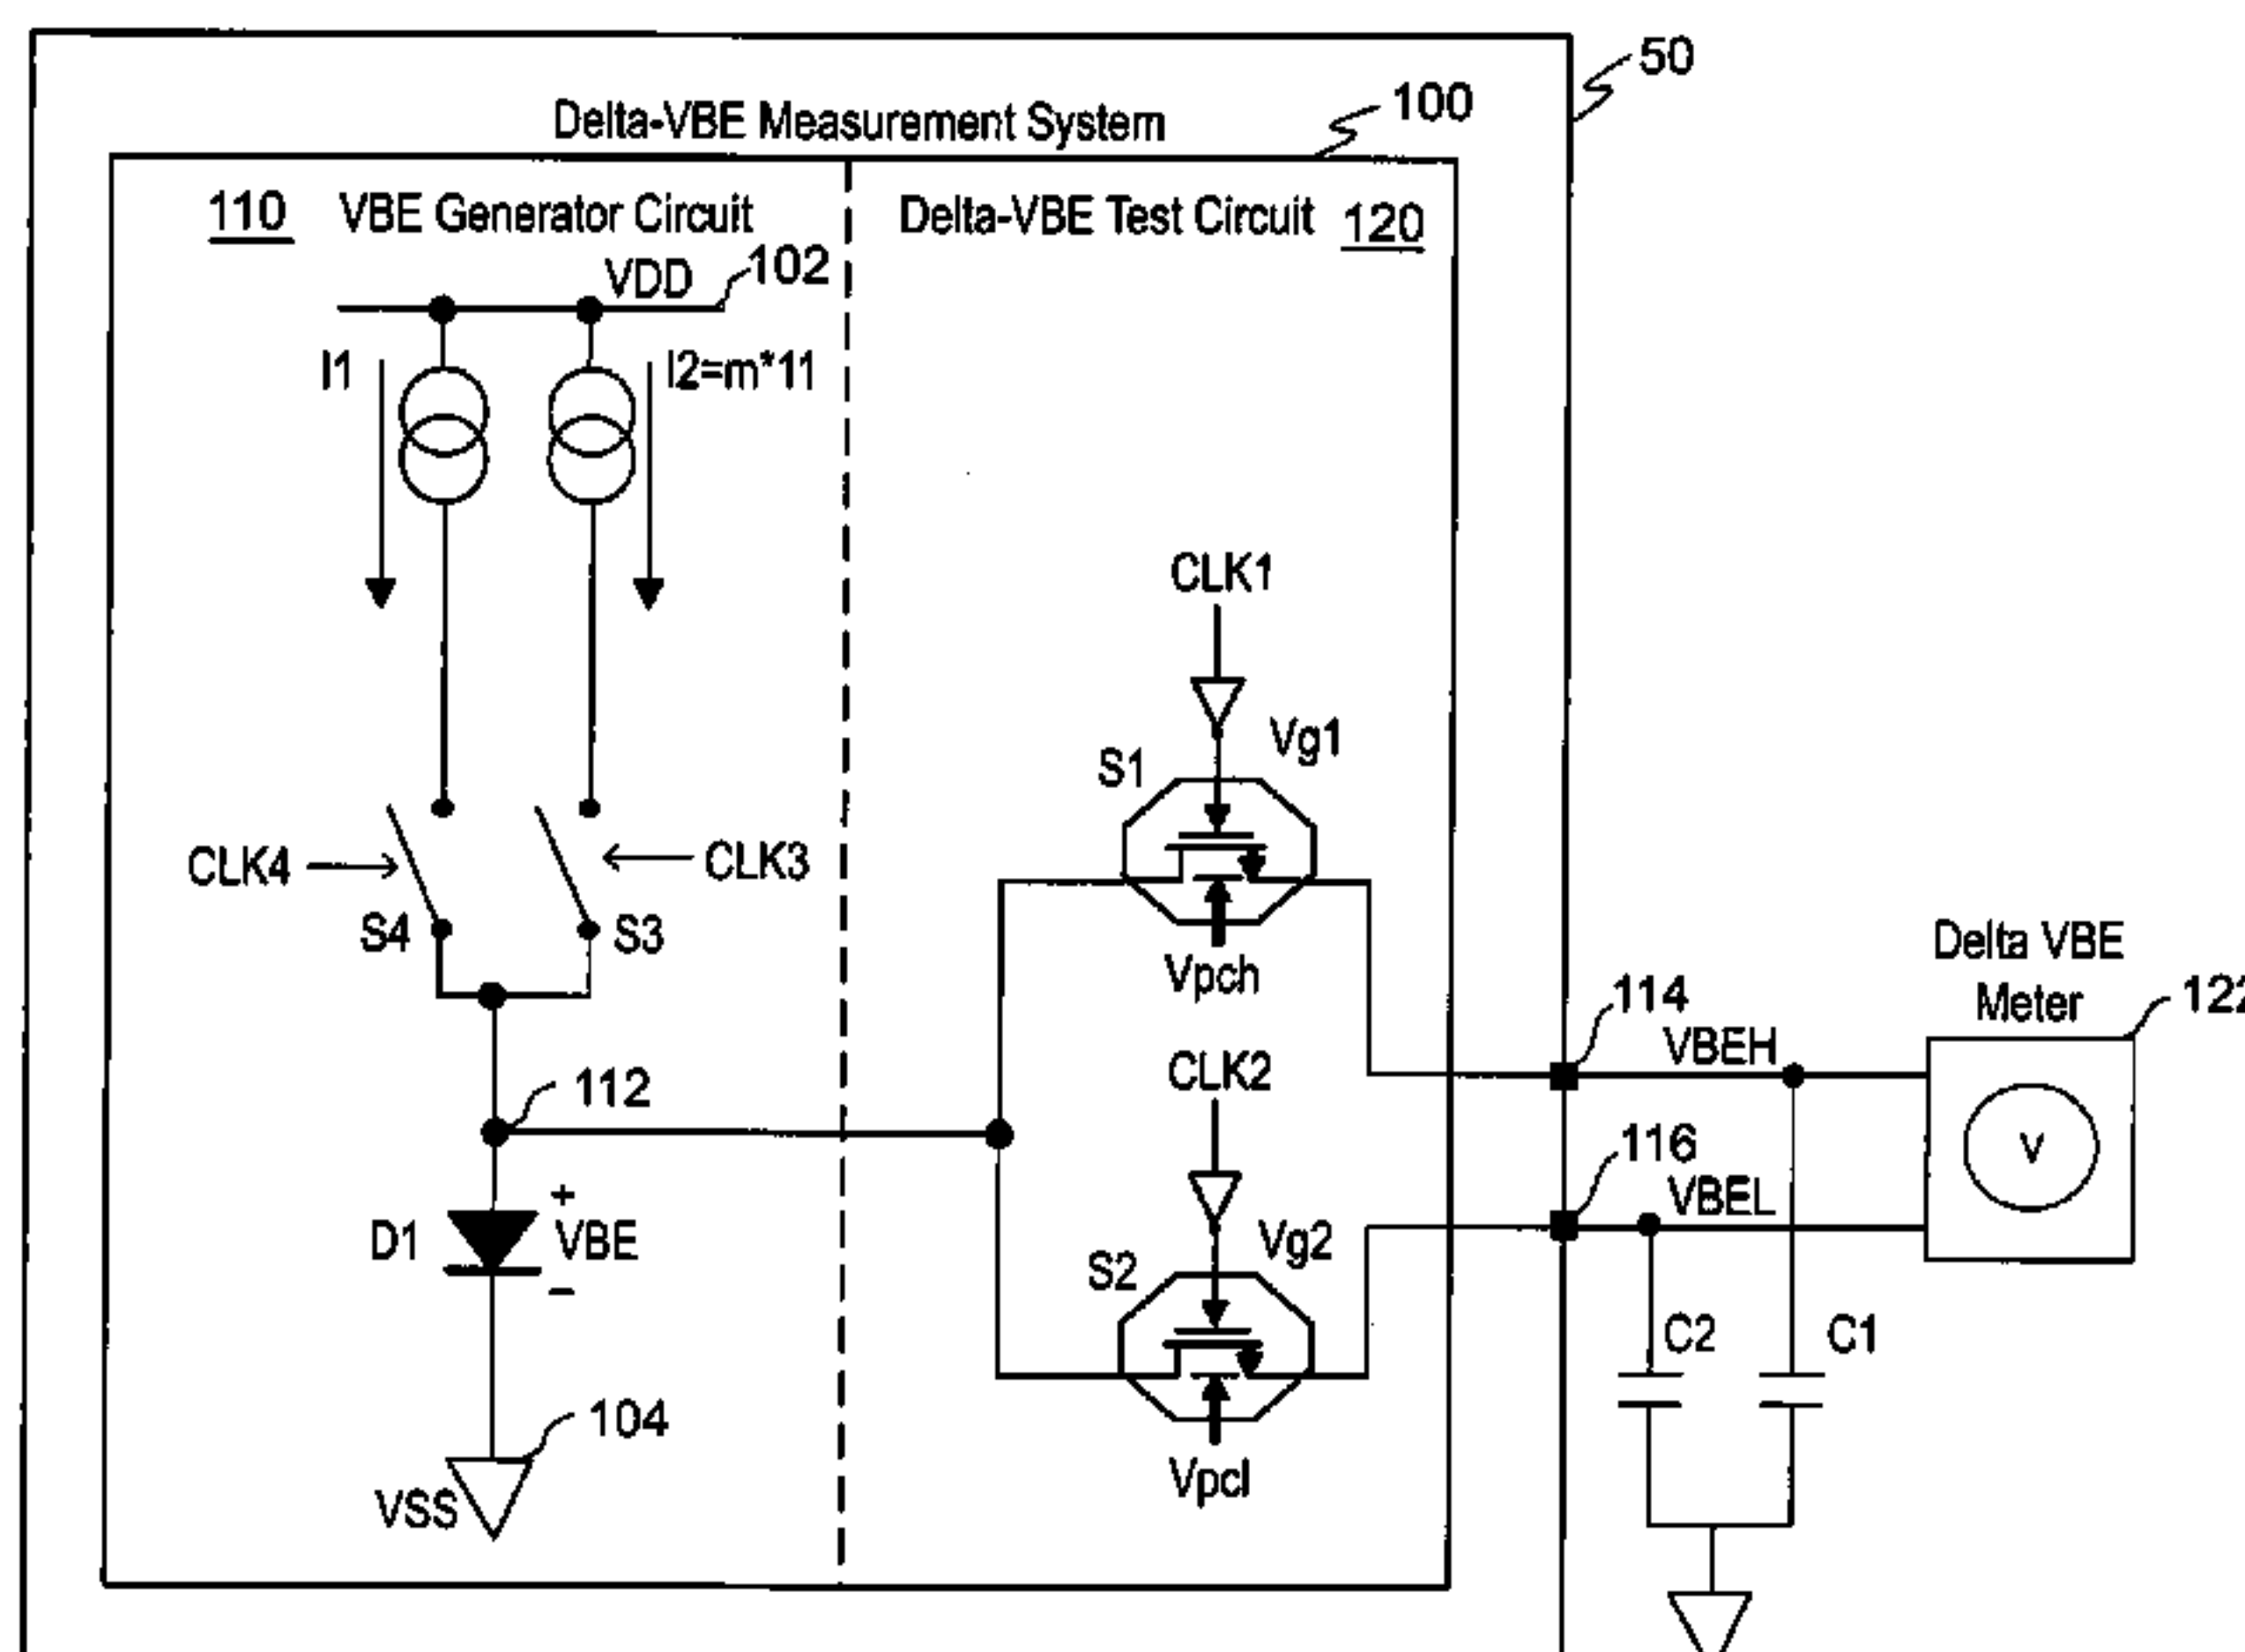 50
Delta-VBE Measurement System
100
110 VBE Generator Circuit
Delta-VBE Test Circuit 120
VDD
102
I1
I2=m*11
CLK1
Vg1
S1
CLK4
CLK3
S4
S3
Vpch
Delta VBE
Meter
122
114
VBEH
CLK2
112
116
VBEL
V
+
D1
VBE
–
Vg2
S2
C2
C1
104
Vpcl
VSS